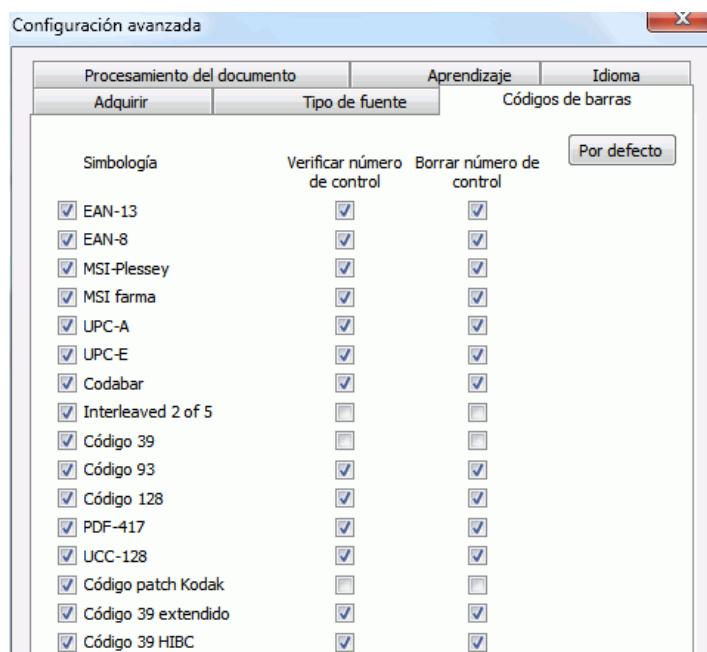 Configuración avanzada
Procesamiento del documento Aprendizaje Idioma
Adquirir Tipo de fuente Códigos de barras
Por defecto
Simbología Verificar número Borrar número de
de control control
EAN-13
EAN-8
MSI-Plessey
MSI farma
UPC-A
UPC-E
Codabar
Interleaved 2 of 5
Código 39
Código 93
Código 128
PDF-417
UCC-128
Código patch Kodak
Código 39 extendido
Código 39 HIBC